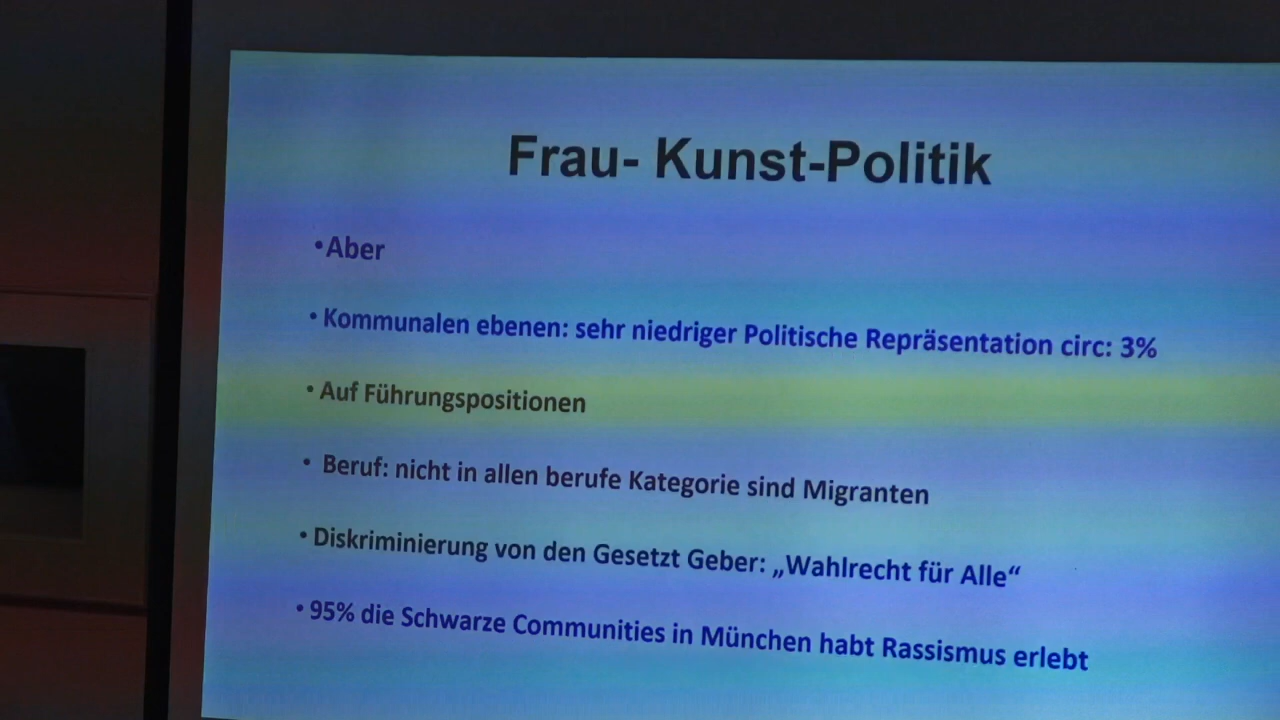 Frau- Kunst-Politik
•Aber
• Kommunalen ebenen: sehr niedriger Politische Repräsentation circ: 3%
• Auf Führungspositionen
• Beruf: nicht in allen berufe Kategorie sind Migranten
• Diskriminierung von den Gesetzt Geber: „Wahlrecht für Alle“
• 95% die Schwarze Communities in München habt Rassismus erlebt